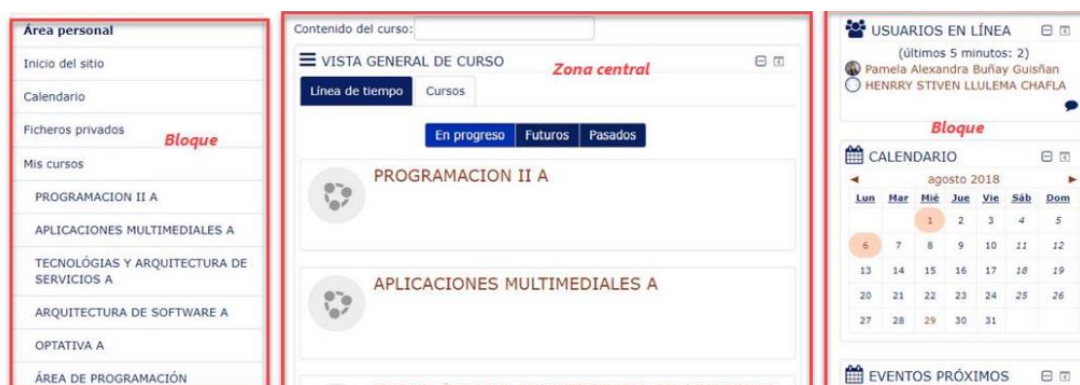 Área personal
Inicio del sitio
Calendario
Ficheros privados
Bloque
Mis cursos
PROGRAMACION II A
APLICACIONES MULTIMEDIALES A
TECNOLÓGIAS Y ARQUITECTURA DE
SERVICIOS A
ARQUITECTURA DE SOFTWARE A
OPTATIVA A
ÁREA DE PROGRAMACIÓN
Contenido del curso:
VISTA GENERAL DE CURSO
Zona central
Línea de tiempo Cursos
En progreso Futuros Pasados
PROGRAMACION II A
APLICACIONES MULTIMEDIALES A
USUARIOS EN LÍNEA
(últimos 5 minutos: 2)
Pamela Alexandra Buñay Guisñan
HENRRY STIVEN LLULEMA CHAFLA
Bloque
CALENDARIO
◄ agosto 2018 ►
Lun Mar Mié Jue Vie Sáb Dom
1 2 3 4 5
6 7 8 9 10 11 12
13 14 15 16 17 18 19
20 21 22 23 24 25 26
27 28 29 30 31
EVENTOS PRÓXIMOS